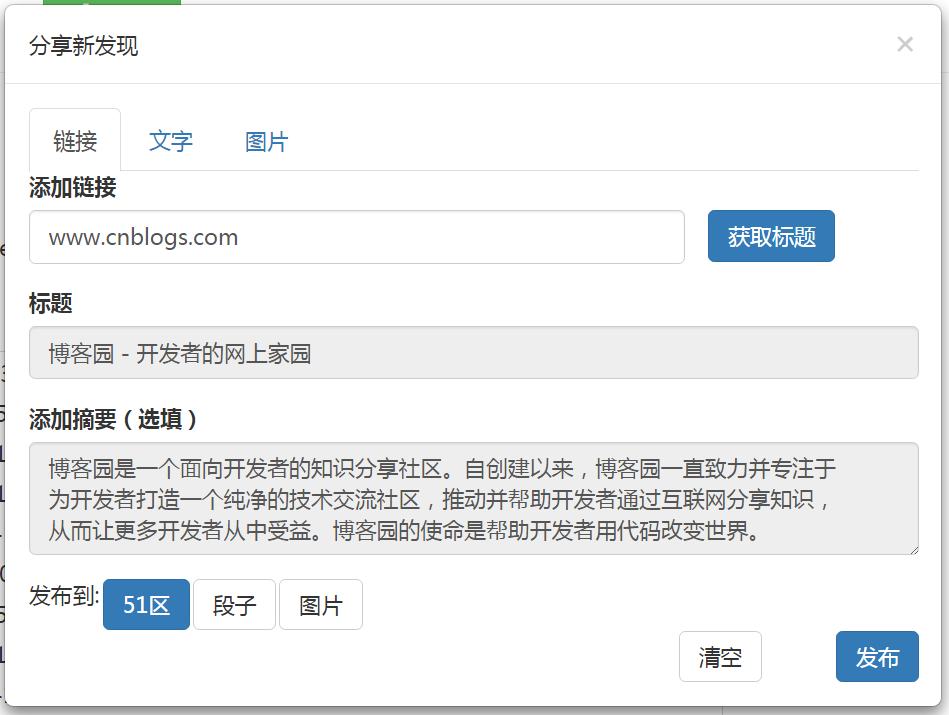 分享新发现 ×
链接 文字 图片
添加链接
www.cnblogs.com 获取标题
标题
博客园 - 开发者的网上家园
添加摘要（选填）
博客园是一个面向开发者的知识分享社区。自创建以来，博客园一直致力并专注于
为开发者打造一个纯净的技术交流社区，推动并帮助开发者通过互联网分享知识，
从而让更多开发者从中受益。博客园的使命是帮助开发者用代码改变世界。
发布到: 51区 段子 图片
清空 发布